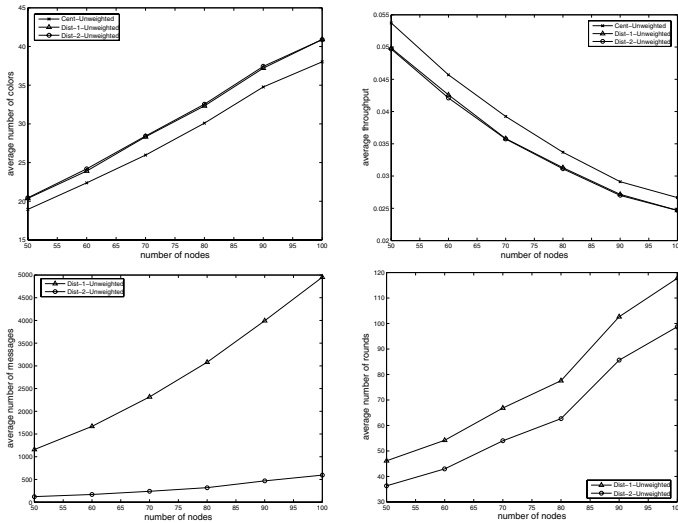 Cent-Unweighted
Dist-1-Unweighted
Dist-2-Unweighted
average number of colors
45
40
35
30
25
20
15
50 55 60 65 70 75 80 85 90 95 100
number of nodes
Cent-Unweighted
Dist-1-Unweighted
Dist-2-Unweighted
average throughput
0.055
0.05
0.045
0.04
0.035
0.03
0.025
0.02
50 55 60 65 70 75 80 85 90 95 100
number of nodes
Dist-1-Unweighted
Dist-2-Unweighted
average number of messages
5000
4500
4000
3500
3000
2500
2000
1500
1000
500
0
50 55 60 65 70 75 80 85 90 95 100
number of nodes
average number of rounds
120
110
100
90
80
70
60
50
40
30
Dist-1-Unweighted
Dist-2-Unweighted
50 55 60 65 70 75 80 85 90 95 100
number of nodes